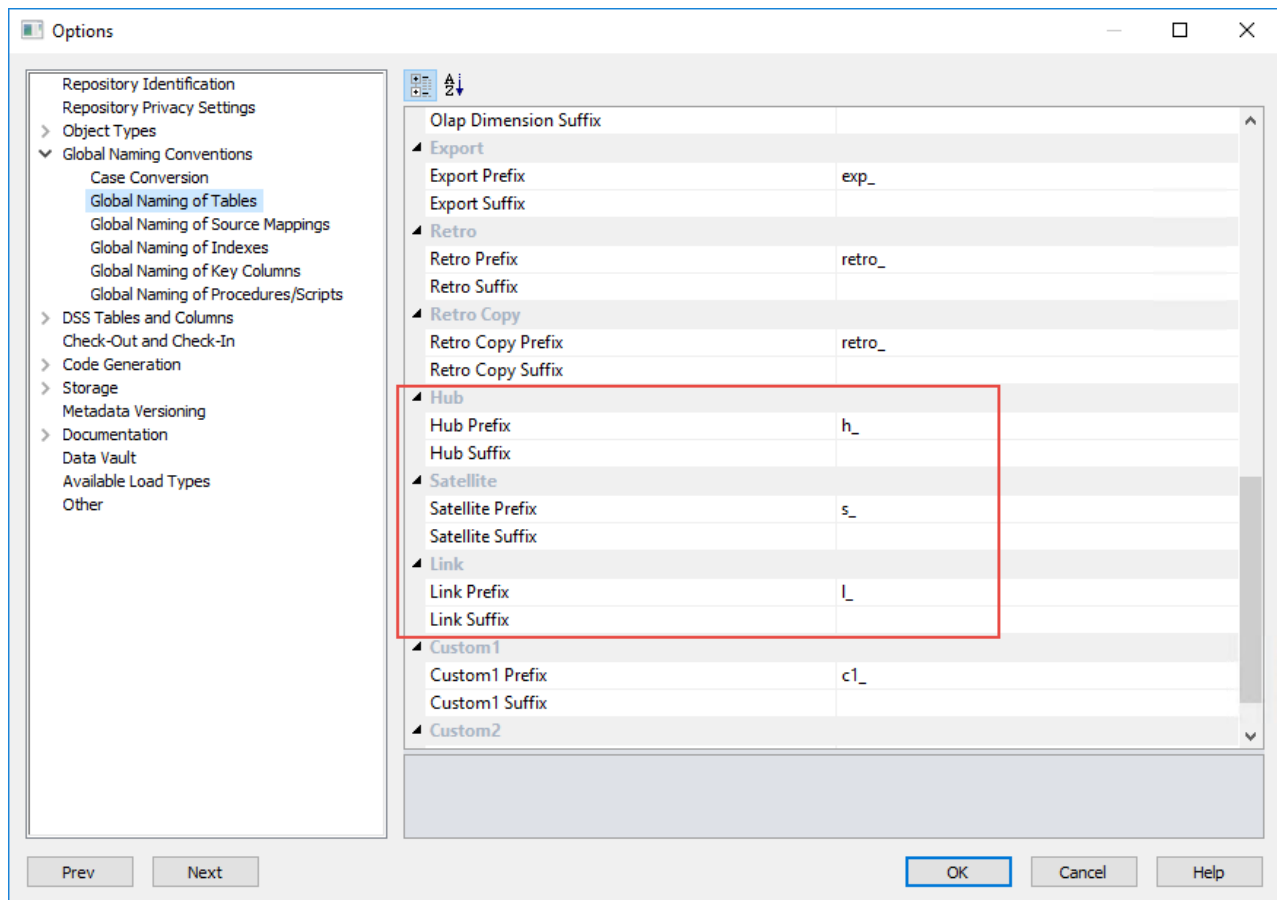 Options
Repository Identification
Repository Privacy Settings
Object Types
Global Naming Conventions
Case Conversion
Global Naming of Tables
Global Naming of Source Mappings
Global Naming of Indexes
Global Naming of Key Columns
Global Naming of Procedures/Scripts
DSS Tables and Columns
Check-Out and Check-In
Code Generation
Storage
Metadata Versioning
Documentation
Data Vault
Available Load Types
Other
Olap Dimension Suffix
Export
Export Prefix exp_
Export Suffix
Retro
Retro Prefix retro_
Retro Suffix
Retro Copy
Retro Copy Prefix retro_
Retro Copy Suffix
Hub
Hub Prefix h_
Hub Suffix
Satellite
Satellite Prefix s_
Satellite Suffix
Link
Link Prefix l_
Link Suffix
Custom1
Custom1 Prefix c1_
Custom1 Suffix
Custom2
Prev Next OK Cancel Help